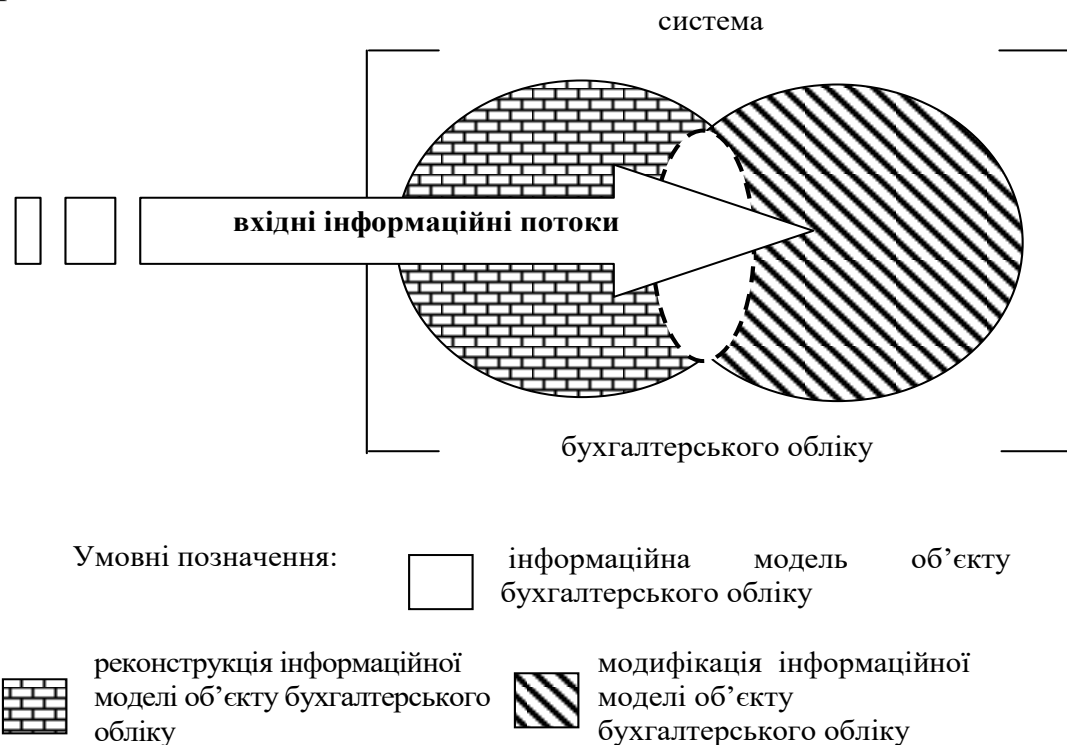 система
вхідні інформаційні потоки
бухгалтерського обліку
Умовні позначення:
інформаційна модель об’єкту
бухгалтерського обліку
реконструкція інформаційної
моделі об’єкту бухгалтерського
обліку
модифікація інформаційної
моделі об’єкту
бухгалтерського обліку